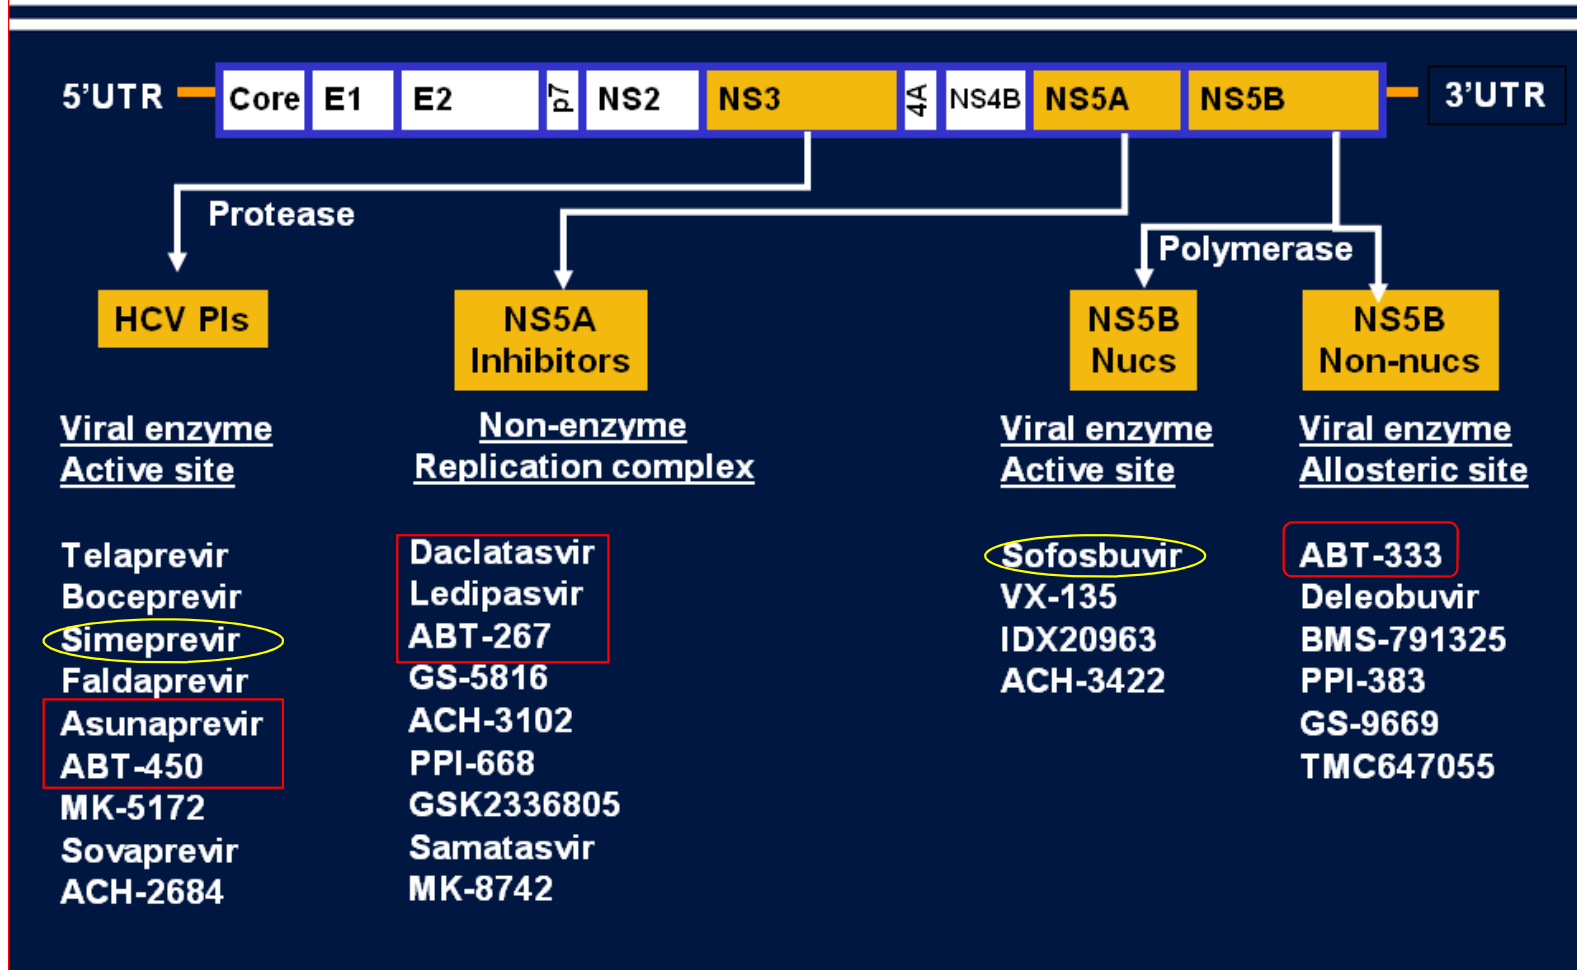 5'UTR Core E1 E2 p7 NS2 NS3 4A NS4B NS5A NS5B 3'UTR
Protease
Polymerase
HCV PIs
NS5A
Inhibitors
NS5B
Nucs
NS5B
Non-nucs
Viral enzyme
Active site
Telaprevir
Boceprevir
Simeprevir
Faldaprevir
Asunaprevir
ABT-450
MK-5172
Sovaprevir
ACH-2684
Non-enzyme
Replication complex
Daclatasvir
Ledipasvir
ABT-267
GS-5816
ACH-3102
PPI-668
GSK2336805
Samatasvir
MK-8742
Viral enzyme
Active site
Sofosbuvir
VX-135
IDX20963
ACH-3422
Viral enzyme
Allosteric site
ABT-333
Deleobuvir
BMS-791325
PPI-383
GS-9669
TMC647055